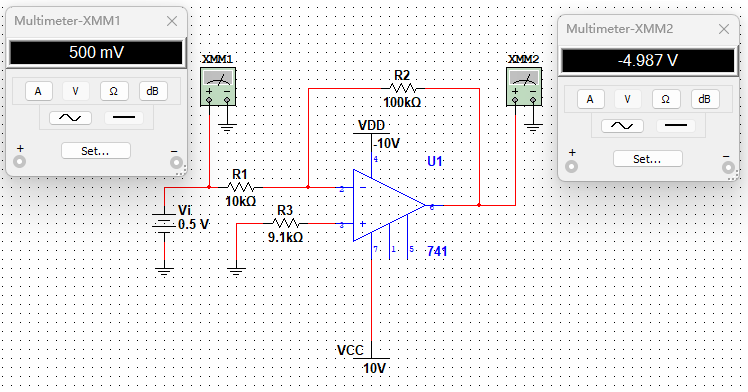 Multimeter-XMM1
500 mV
A V Ω dB
+ Set... −
XMM1
+ −
R2
100kΩ
XMM2
+ −
Multimeter-XMM2
-4.987 V
A V Ω dB
+ Set... −
VDD
-10V
4
U1
R1
10kΩ
2
−
6
Vi
0.5 V
R3
9.1kΩ
3
+
7
1
5
741
VCC
10V